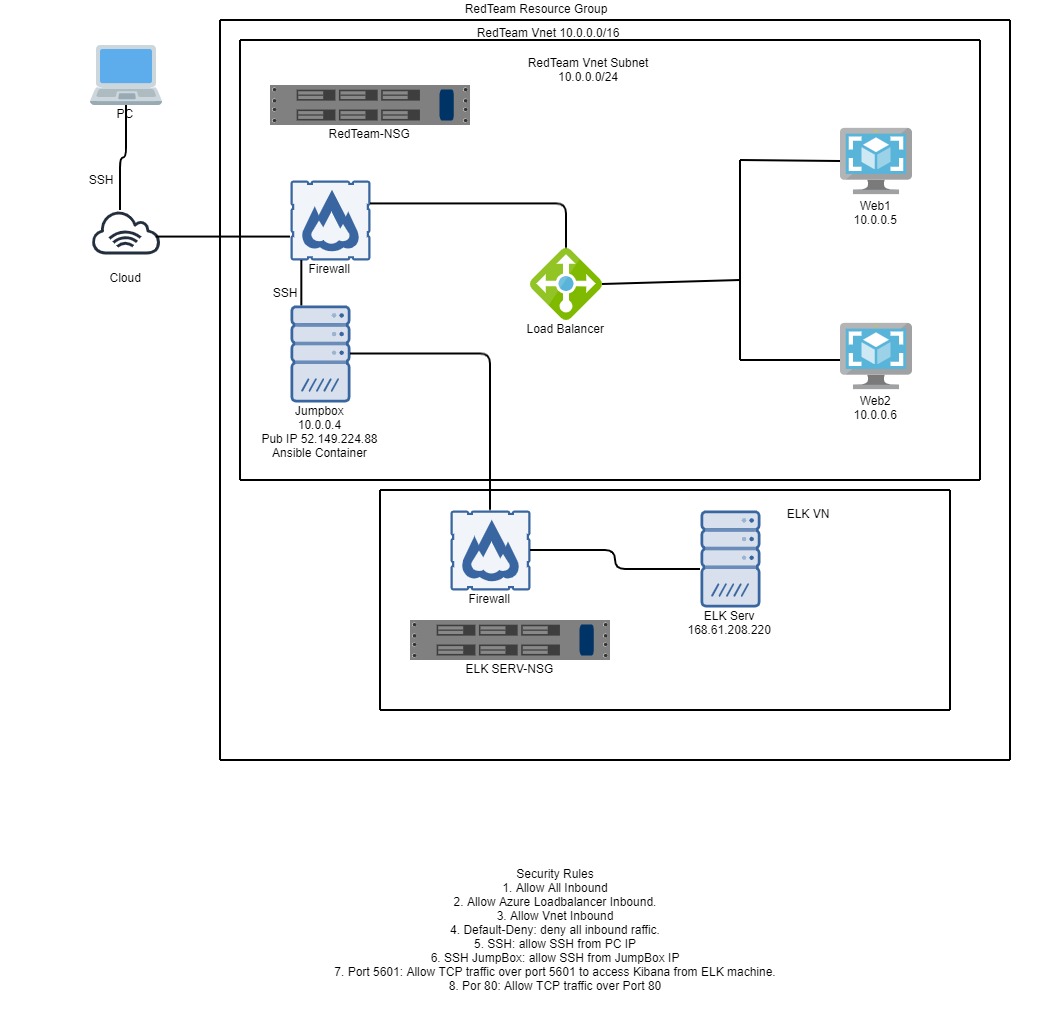 RedTeam Resource Group
RedTeam Vnet 10.0.0.0/16
RedTeam Vnet Subnet
10.0.0.0/24
PC
RedTeam-NSG
SSH
Web1
10.0.0.5
Cloud
Firewall
SSH
Load Balancer
Jumpbox
10.0.0.4
Pub IP 52.149.224.88
Ansible Container
Web2
10.0.0.6
ELK VN
Firewall
ELK Serv
168.61.208.220
ELK SERV-NSG
Security Rules
1. Allow All Inbound
2. Allow Azure Loadbalancer Inbound.
3. Allow Vnet Inbound
4. Default-Deny: deny all inbound raffic.
5. SSH: allow SSH from PC IP
6. SSH JumpBox: allow SSH from JumpBox IP
7. Port 5601: Allow TCP traffic over port 5601 to access Kibana from ELK machine.
8. Por 80: Allow TCP traffic over Port 80